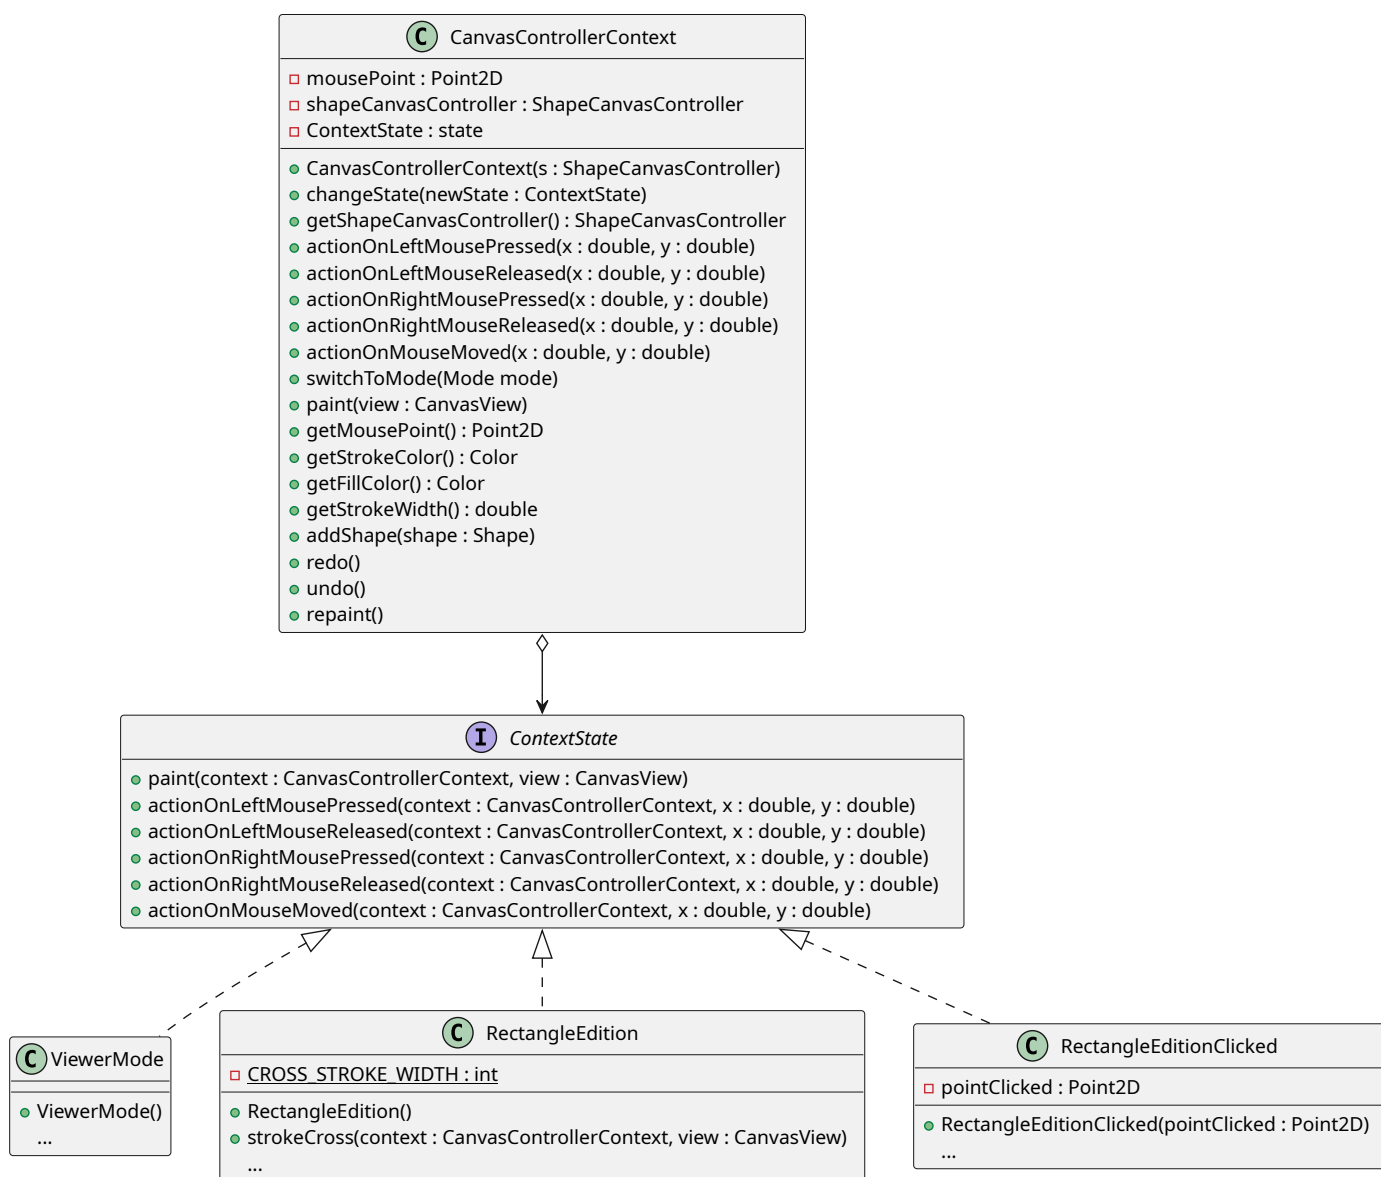 C CanvasControllerContext
mousePoint : Point2D
shapeCanvasController : ShapeCanvasController
ContextState : state
CanvasControllerContext(s : ShapeCanvasController)
changeState(newState : ContextState)
getShapeCanvasController() : ShapeCanvasController
actionOnLeftMousePressed(x : double, y : double)
actionOnLeftMouseReleased(x : double, y : double)
actionOnRightMousePressed(x : double, y : double)
actionOnRightMouseReleased(x : double, y : double)
actionOnMouseMoved(x : double, y : double)
switchToMode(Mode mode)
paint(view : CanvasView)
getMousePoint() : Point2D
getStrokeColor() : Color
getFillColor() : Color
getStrokeWidth() : double
addShape(shape : Shape)
redo()
undo()
repaint()
I ContextState
paint(context : CanvasControllerContext, view : CanvasView)
actionOnLeftMousePressed(context : CanvasControllerContext, x : double, y : double)
actionOnLeftMouseReleased(context : CanvasControllerContext, x : double, y : double)
actionOnRightMousePressed(context : CanvasControllerContext, x : double, y : double)
actionOnRightMouseReleased(context : CanvasControllerContext, x : double, y : double)
actionOnMouseMoved(context : CanvasControllerContext, x : double, y : double)
C ViewerMode
ViewerMode()
...
C RectangleEdition
CROSS_STROKE_WIDTH : int
RectangleEdition()
strokeCross(context : CanvasControllerContext, view : CanvasView)
...
C RectangleEditionClicked
pointClicked : Point2D
RectangleEditionClicked(pointClicked : Point2D)
...